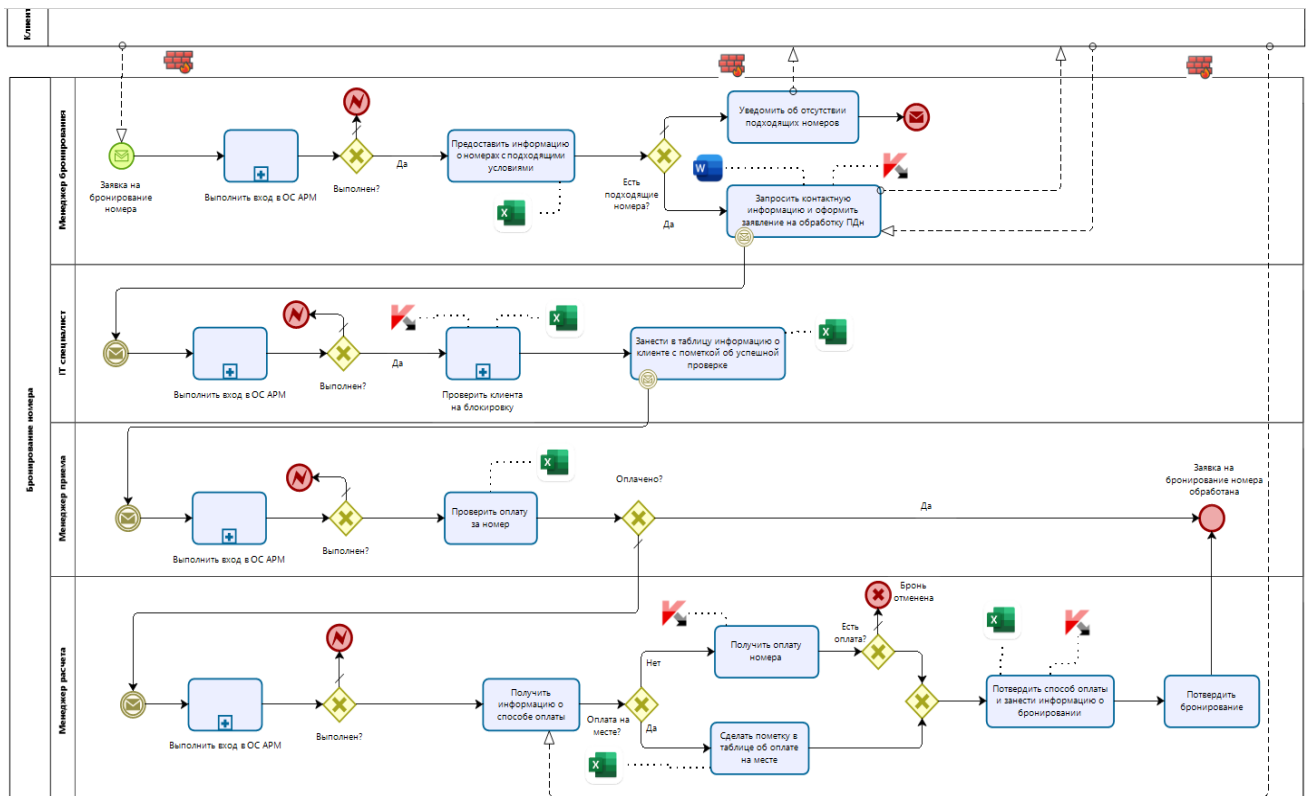 Клиент
Бронирование номера
Менеджер бронирования
Заявка на
бронирование
номера
Выполнить вход в ОС АРМ
Выполнен?
Да
Предоставить информацию
о номерах с подходящими
условиями
Есть
подходящие
номера?
Да
Уведомить об отсутствии
подходящих номеров
W
Запросить контактную
информацию и оформить
заявление на обработку ПДн
X
IT специалист
Выполнить вход в ОС АРМ
Выполнен?
Да
X
Проверить клиента
на блокировку
Занести в таблицу информацию о
клиенте с пометкой об успешной
проверке
X
Менеджер приема
Выполнить вход в ОС АРМ
Выполнен?
X
Проверить оплату
за номер
Оплачено?
Да
Заявка на
бронирование номера
обработана
Менеджер расчета
Выполнить вход в ОС АРМ
Выполнен?
Получить
информацию о
способе оплаты
Оплата на
месте?
Нет
Да
Получить оплату
номера
Есть
оплата?
Бронь
отменена
X
Сделать пометку в
таблице об оплате
на месте
X
Потвердить способ оплаты
и занести информацию о
бронировании
Потвердить
бронирование